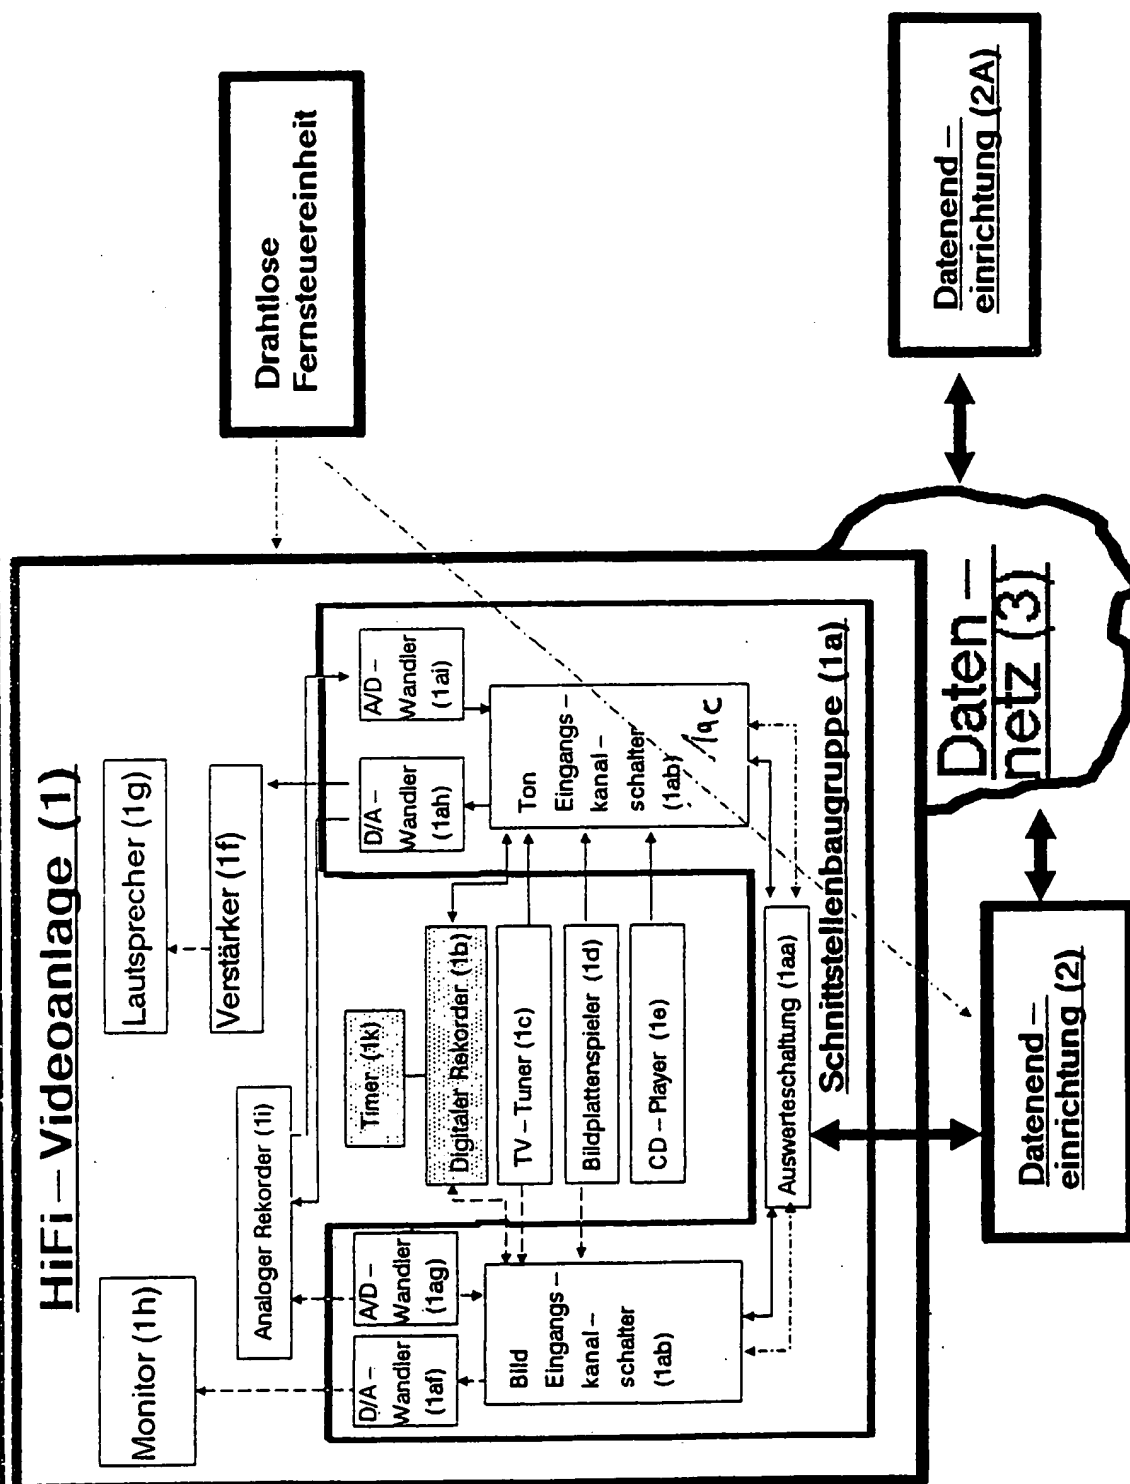 HiFi – Videoanlage (1)
Monitor (1h)
Analoger Rekorder (1i)
Lautsprecher (1g)
Verstärker (1f)
Drahtlose
Fernsteuereinheit
D/A –
Wandler
(1af)
A/D –
Wandler
(1ag)
Timer (1k)
D/A –
Wandler
(1ah)
A/D –
Wandler
(1ai)
Bild
Eingangs –
kanal –
schalter
(1ab)
Digitaler Rekorder (1b)
TV – Tuner (1c)
Bildplattenspieler (1d)
CD – Player (1e)
Ton
Eingangs –
kanal –
schalter
(1ab)
1ac
Auswerteschaltung (1aa)
Schnittstellenbaugruppe (1a)
Datenend –
einrichtung (2)
Daten –
netz (3)
Datenend –
einrichtung (2A)